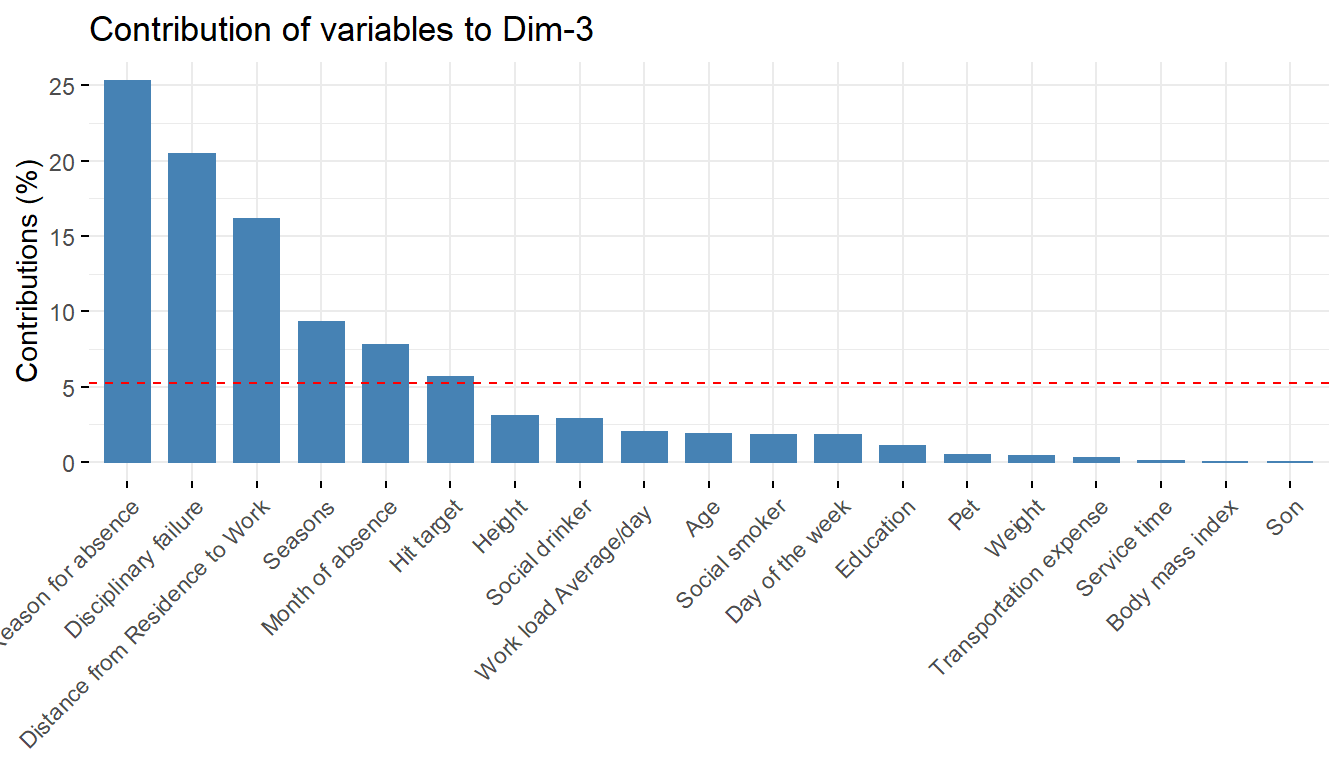 Contribution of variables to Dim-3
Contributions (%)
25
20
15
10
5
0
eason for absence
Disciplinary failure
Distance from Residence to Work
Seasons
Month of absence
Hit target
Height
Social drinker
Work load Average/day
Age
Social smoker
Day of the week
Education
Pet
Weight
Transportation expense
Service time
Body mass index
Son